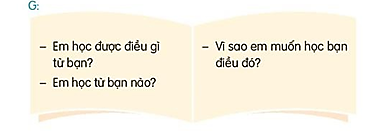 G:
– Em học được điều gì
từ bạn?
– Em học từ bạn nào?
– Vì sao em muốn học bạn
điều đó?